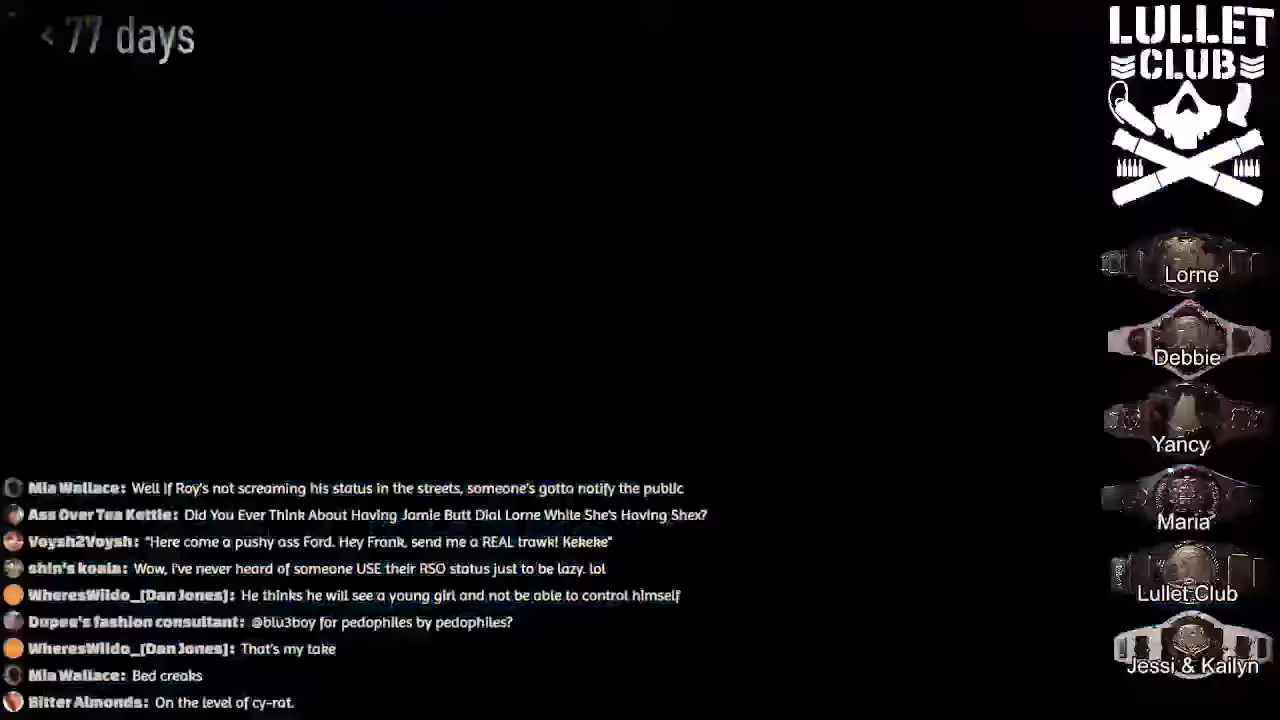 < 77 days
LULLET
CLUB
Lorne
Debbie
Yancy
Maria
Lullet Club
Jessi & Kailyn
Mia Wallace: Well if Roy's not screaming his status in the streets, someone's gotta notify the public
Ass Over Tea Kettle: Did You Ever Think About Having Jamie Butt Dial Lorne While She's Having Shex?
Voysh2Voysh: "Here come a pushy ass Ford. Hey Frank, send me a REAL trawk! Kekeke"
shin's koala: Wow, i've never heard of someone USE their RSO status just to be lazy. lol
WheresWildo_[Dan Jones]: He thinks he will see a young girl and not be able to control himself
Dupee's fashion consultant: @blu3boy for pedophiles by pedophiles?
WheresWildo_[Dan Jones]: That's my take
Mia Wallace: Bed creaks
Bitter Almonds: On the level of cy-rat.